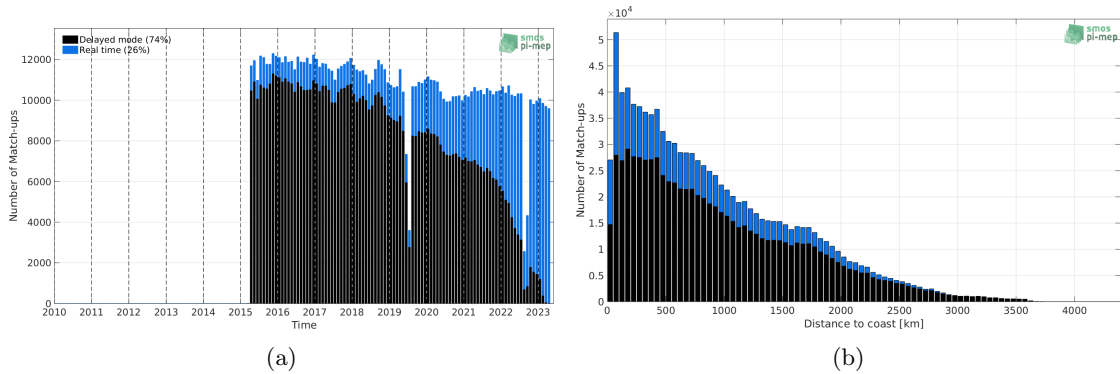 Delayed mode (74%)
Real time (26%)
smos
pi-mep
Number of Match-ups
12000
10000
8000
6000
4000
2000
0
2010 2011 2012 2013 2014 2015 2016 2017 2018 2019 2020 2021 2022 2023
Time
(a)
×10⁴
smos
pi-mep
Number of Match-ups
5
4.5
4
3.5
3
2.5
2
1.5
1
0.5
0
0 500 1000 1500 2000 2500 3000 3500 4000
Distance to coast [km]
(b)